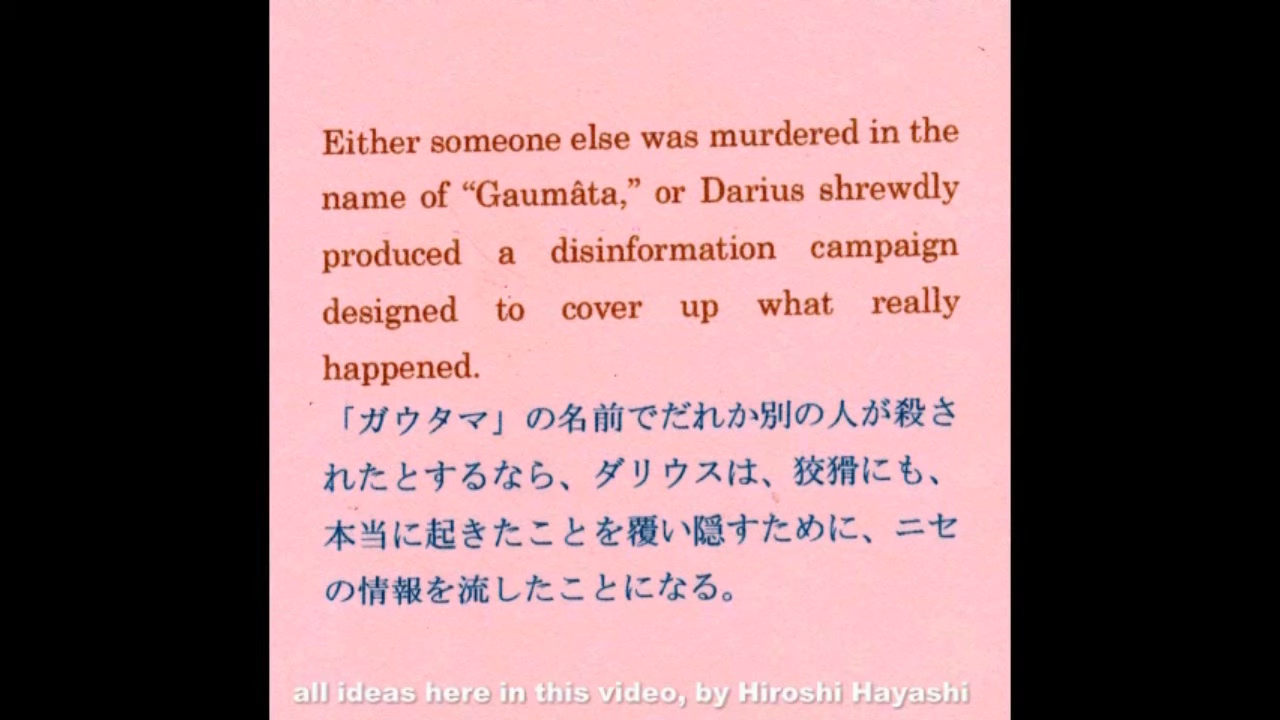 Either someone else was murdered in the
name of “Gaumâta,” or Darius shrewdly
produced a disinformation campaign
designed to cover up what really
happened.
「ガウタマ」の名前でだれか別の人が殺さ
れたとするなら、ダリウスは、狡猾にも、
本当に起きたことを覆い隠すために、ニセ
の情報を流したことになる。
all ideas here in this video, by Hiroshi Hayashi